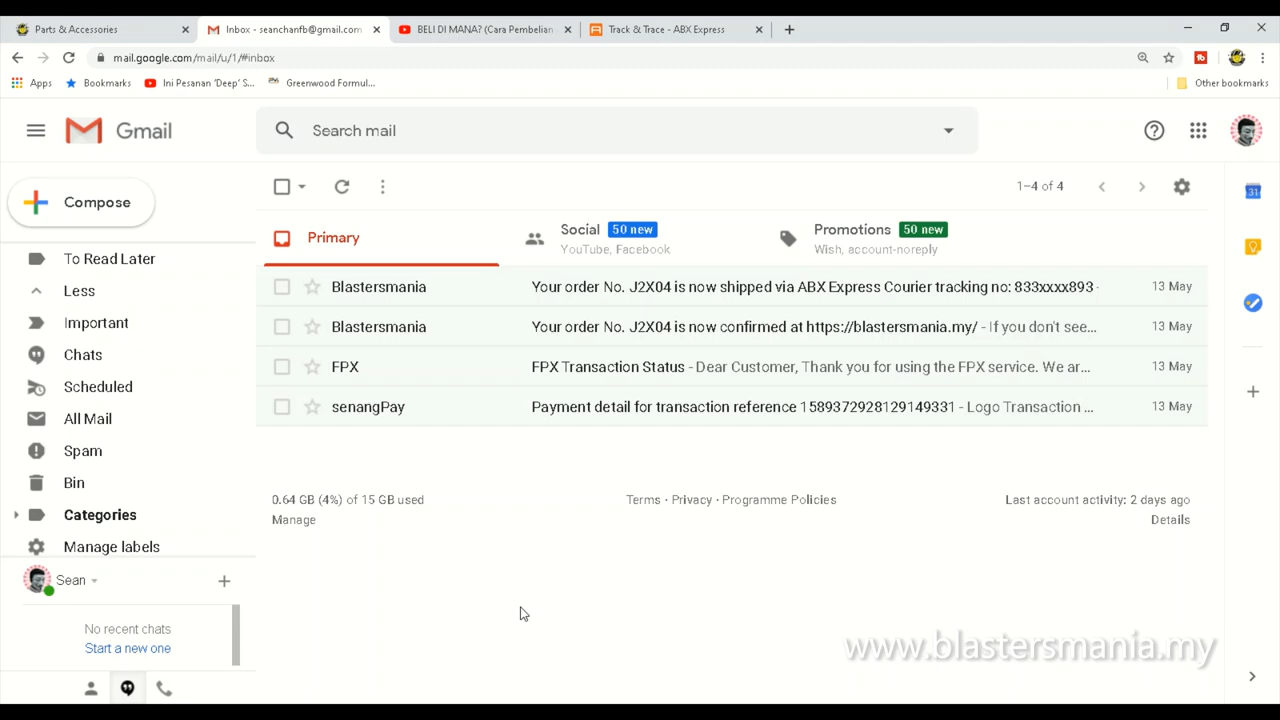 Parts & Accessories
Inbox - seanchanfb@gmail.com
BELI DI MANA? (Cara Pembelian
Track & Trace - ABX Express
mail.google.com/mail/u/1/#inbox
Apps
Bookmarks
Ini Pesanan 'Deep' S...
Greenwood Formul...
Other bookmarks
Gmail
Search mail
Compose
1–4 of 4
31
Primary
Social 50 new
YouTube, Facebook
Promotions 50 new
Wish, account-noreply
To Read Later
Less
Important
Chats
Scheduled
All Mail
Spam
Bin
Categories
Manage labels
Blastersmania Your order No. J2X04 is now shipped via ABX Express Courier tracking no: 833xxxx893 - 13 May
Blastersmania Your order No. J2X04 is now confirmed at https://blastersmania.my/ - If you don't see... 13 May
FPX FPX Transaction Status - Dear Customer, Thank you for using the FPX service. We ar... 13 May
senangPay Payment detail for transaction reference 1589372928129149331 - Logo Transaction ... 13 May
0.64 GB (4%) of 15 GB used
Manage
Terms · Privacy · Programme Policies
Last account activity: 2 days ago
Details
Sean
No recent chats
Start a new one
www.blastersmania.my